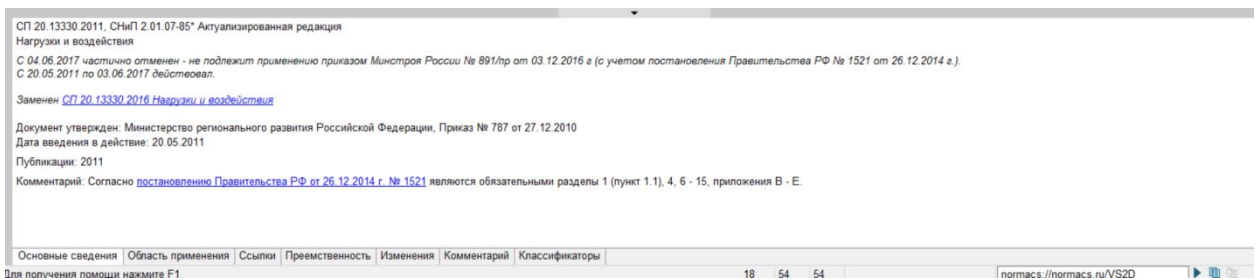 СП 20.13330.2011, СНиП 2.01.07-85* Актуализированная редакция
Нагрузки и воздействия
С 04.06.2017 частично отменен - не подлежит применению приказом Минстроя России № 891/пр от 03.12.2016 г (с учетом постановления Правительства РФ № 1521 от 26.12.2014 г.).
С 20.05.2011 по 03.06.2017 действовал.
Заменен СП 20.13330.2016 Нагрузки и воздействия
Документ утвержден: Министерство регионального развития Российской Федерации, Приказ № 787 от 27.12.2010
Дата введения в действие: 20.05.2011
Публикации: 2011
Комментарий: Согласно постановлению Правительства РФ от 26.12.2014 г. № 1521 являются обязательными разделы 1 (пункт 1.1), 4, 6 - 15, приложения В - Е.
Основные сведения Область применения Ссылки Преемственность Изменения Комментарий Классификаторы
Для получения помощи нажмите F1 18 54 54 normacs://normacs.ru/VS2D